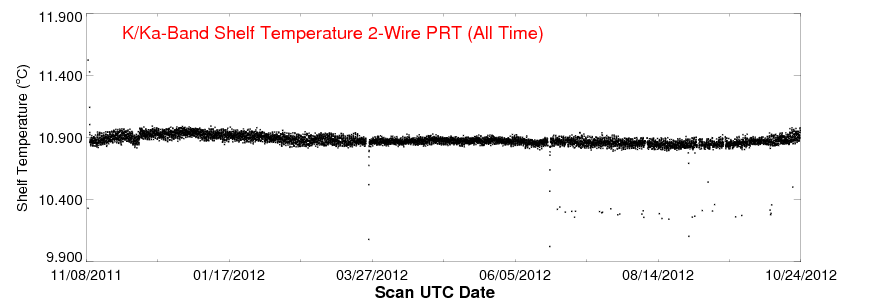 K/Ka-Band Shelf Temperature 2-Wire PRT (All Time)
Shelf Temperature (°C)
11.900
11.400
10.900
10.400
9.900
11/08/2011 01/17/2012 03/27/2012 06/05/2012 08/14/2012 10/24/2012
Scan UTC Date